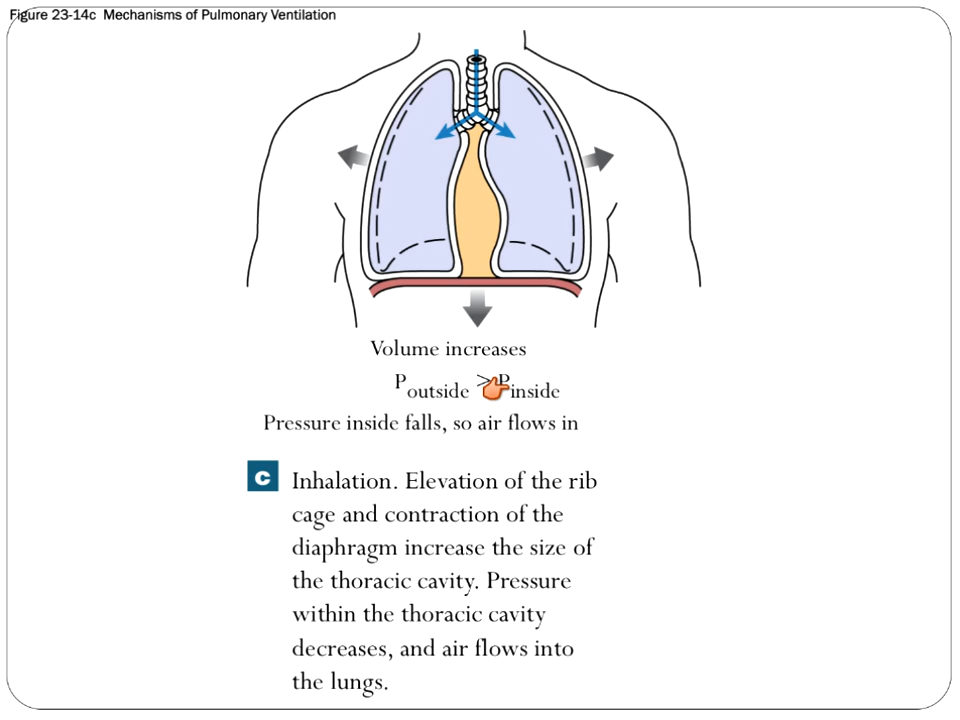 Figure 23-14c  Mechanisms of Pulmonary Ventilation
Volume increases
Poutside > Pinside
Pressure inside falls, so air flows in
C Inhalation. Elevation of the rib
cage and contraction of the
diaphragm increase the size of
the thoracic cavity. Pressure
within the thoracic cavity
decreases, and air flows into
the lungs.